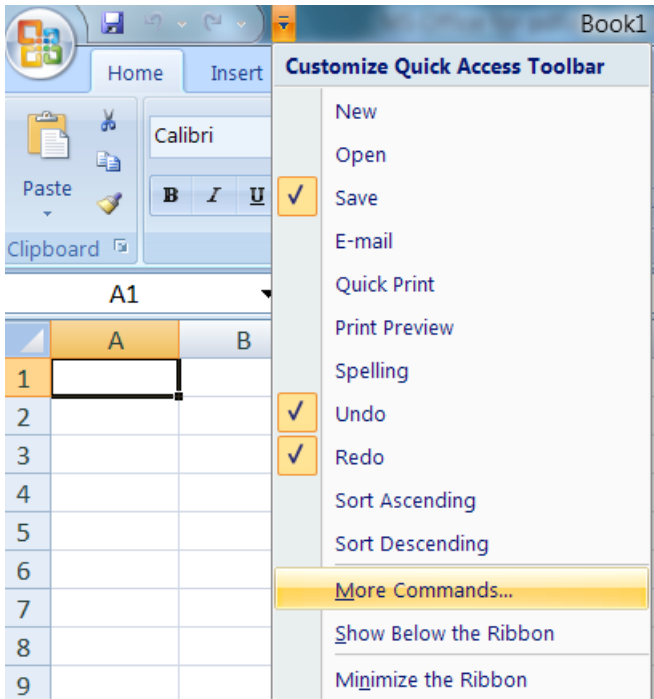 Book1
Home Insert
Customize Quick Access Toolbar
Calibri
Paste
B I U
Clipboard
A1
A B
1
2
3
4
5
6
7
8
9
New
Open
Save
E-mail
Quick Print
Print Preview
Spelling
Undo
Redo
Sort Ascending
Sort Descending
More Commands...
Show Below the Ribbon
Minimize the Ribbon